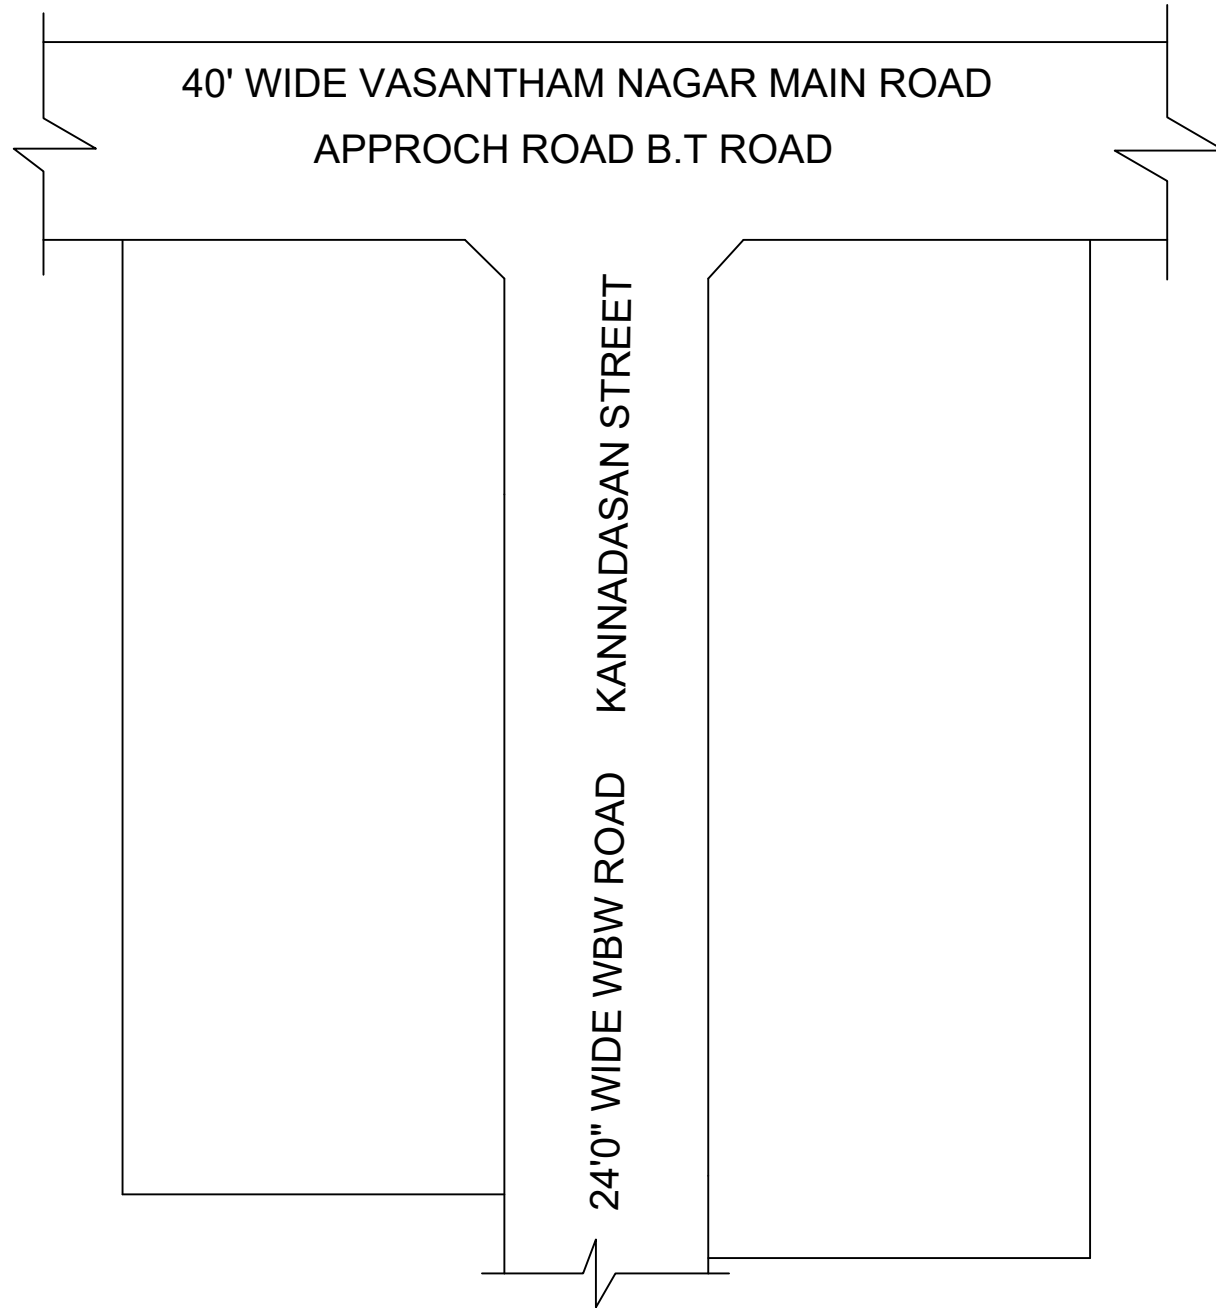 40' WIDE VASANTHAM NAGAR MAIN ROAD
APPROCH ROAD B.T ROAD
24'0" WIDE WBW ROAD KANNADASAN STREET